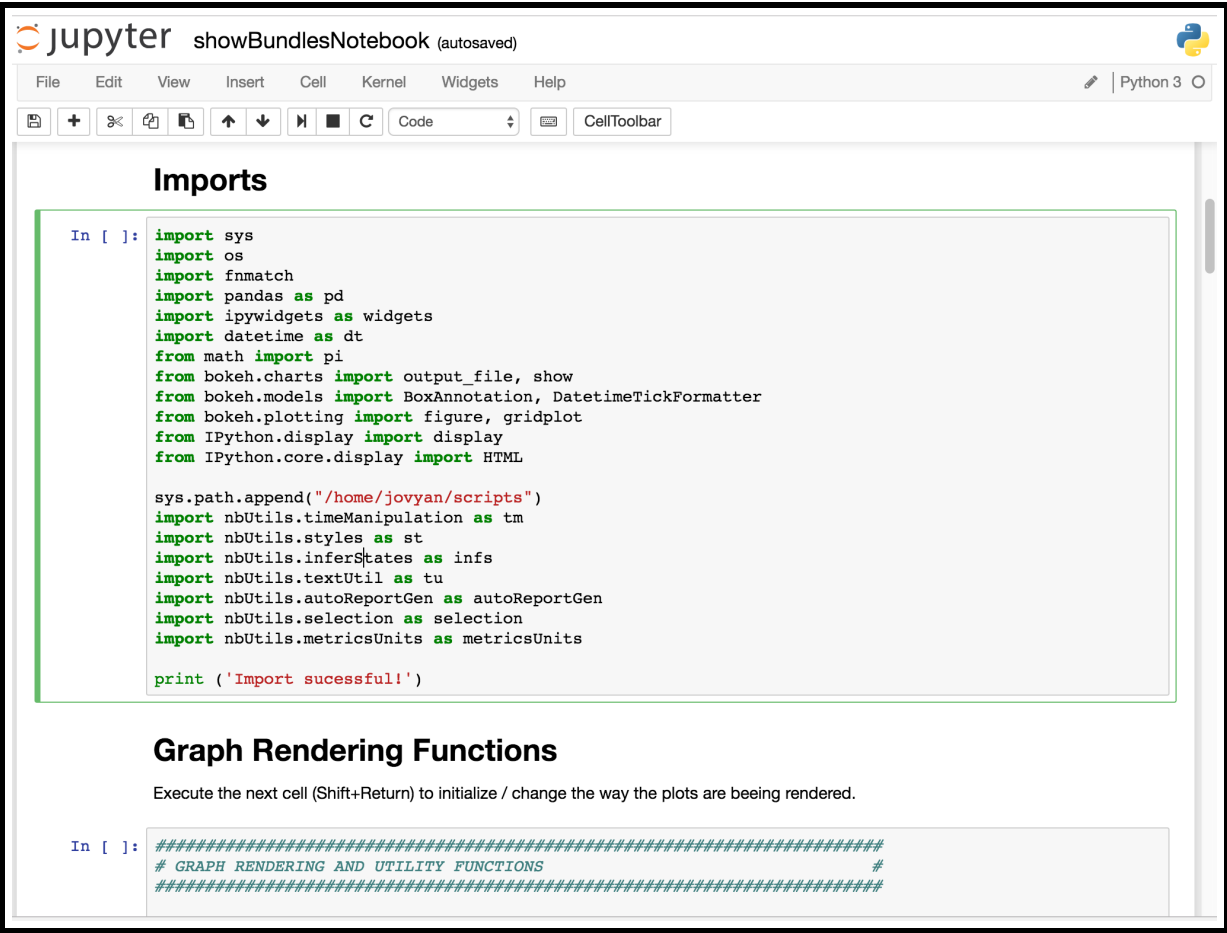 jupyter showBundlesNotebook (autosaved)
File Edit View Insert Cell Kernel Widgets Help Python 3
Code CellToolbar
Imports
In [ ]: import sys
import os
import fnmatch
import pandas as pd
import ipywidgets as widgets
import datetime as dt
from math import pi
from bokeh.charts import output_file, show
from bokeh.models import BoxAnnotation, DatetimeTickFormatter
from bokeh.plotting import figure, gridplot
from IPython.display import display
from IPython.core.display import HTML
sys.path.append("/home/jovyan/scripts")
import nbUtils.timeManipulation as tm
import nbUtils.styles as st
import nbUtils.inferStates as infs
import nbUtils.textUtil as tu
import nbUtils.autoReportGen as autoReportGen
import nbUtils.selection as selection
import nbUtils.metricsUnits as metricsUnits
print ('Import sucessful!')
Graph Rendering Functions
Execute the next cell (Shift+Return) to initialize / change the way the plots are beeing rendered.
In [ ]: #########################################################################
# GRAPH RENDERING AND UTILITY FUNCTIONS #
#########################################################################